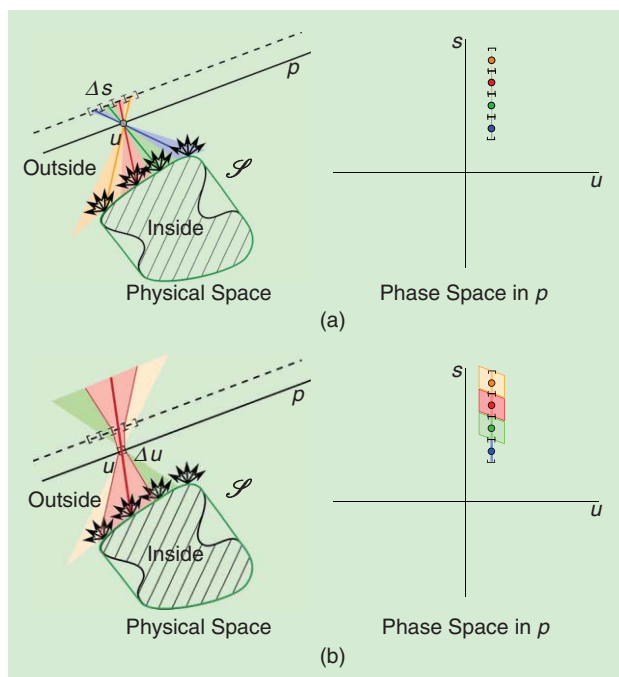 s
p
Δs
u
Outside
𝒮
u
Inside
Physical Space
Phase Space in p
(a)
s
p
u
Δu
Outside
𝒮
u
Inside
Physical Space
Phase Space in p
(b)